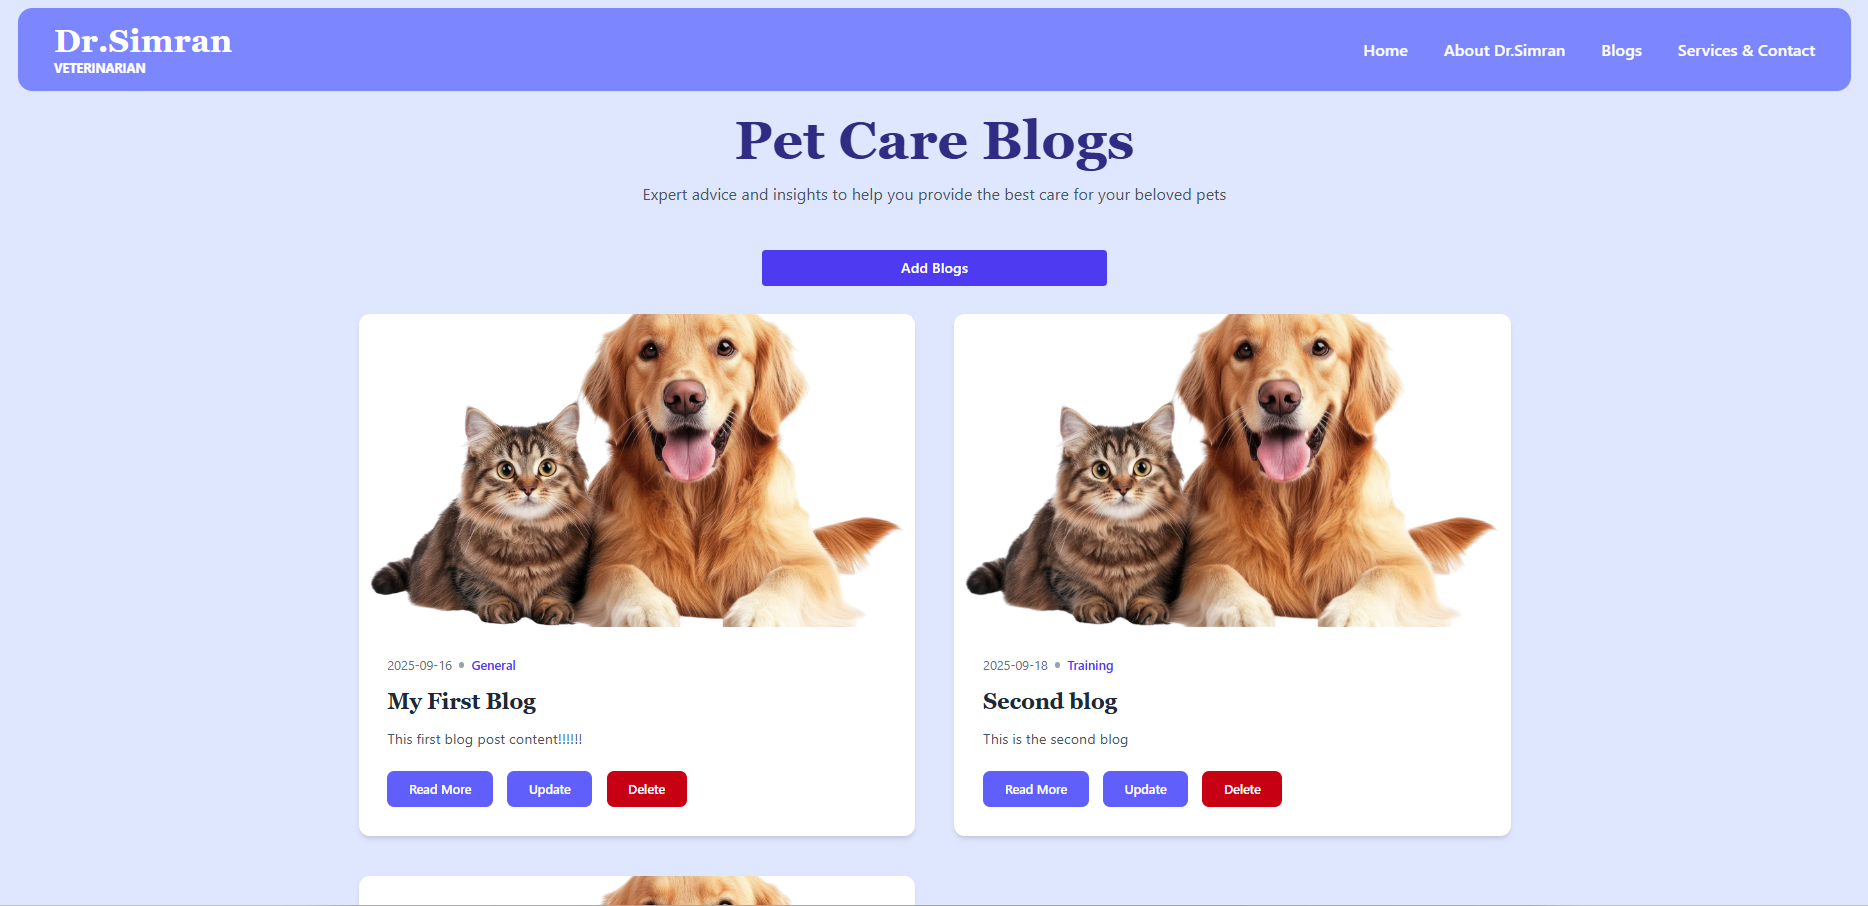 Dr.Simran
VETERINARIAN
Home About Dr.Simran Blogs Services & Contact
Pet Care Blogs
Expert advice and insights to help you provide the best care for your beloved pets
Add Blogs
2025-09-16 • General
My First Blog
This first blog post content!!!!!!
Read More Update Delete
2025-09-18 • Training
Second blog
This is the second blog
Read More Update Delete